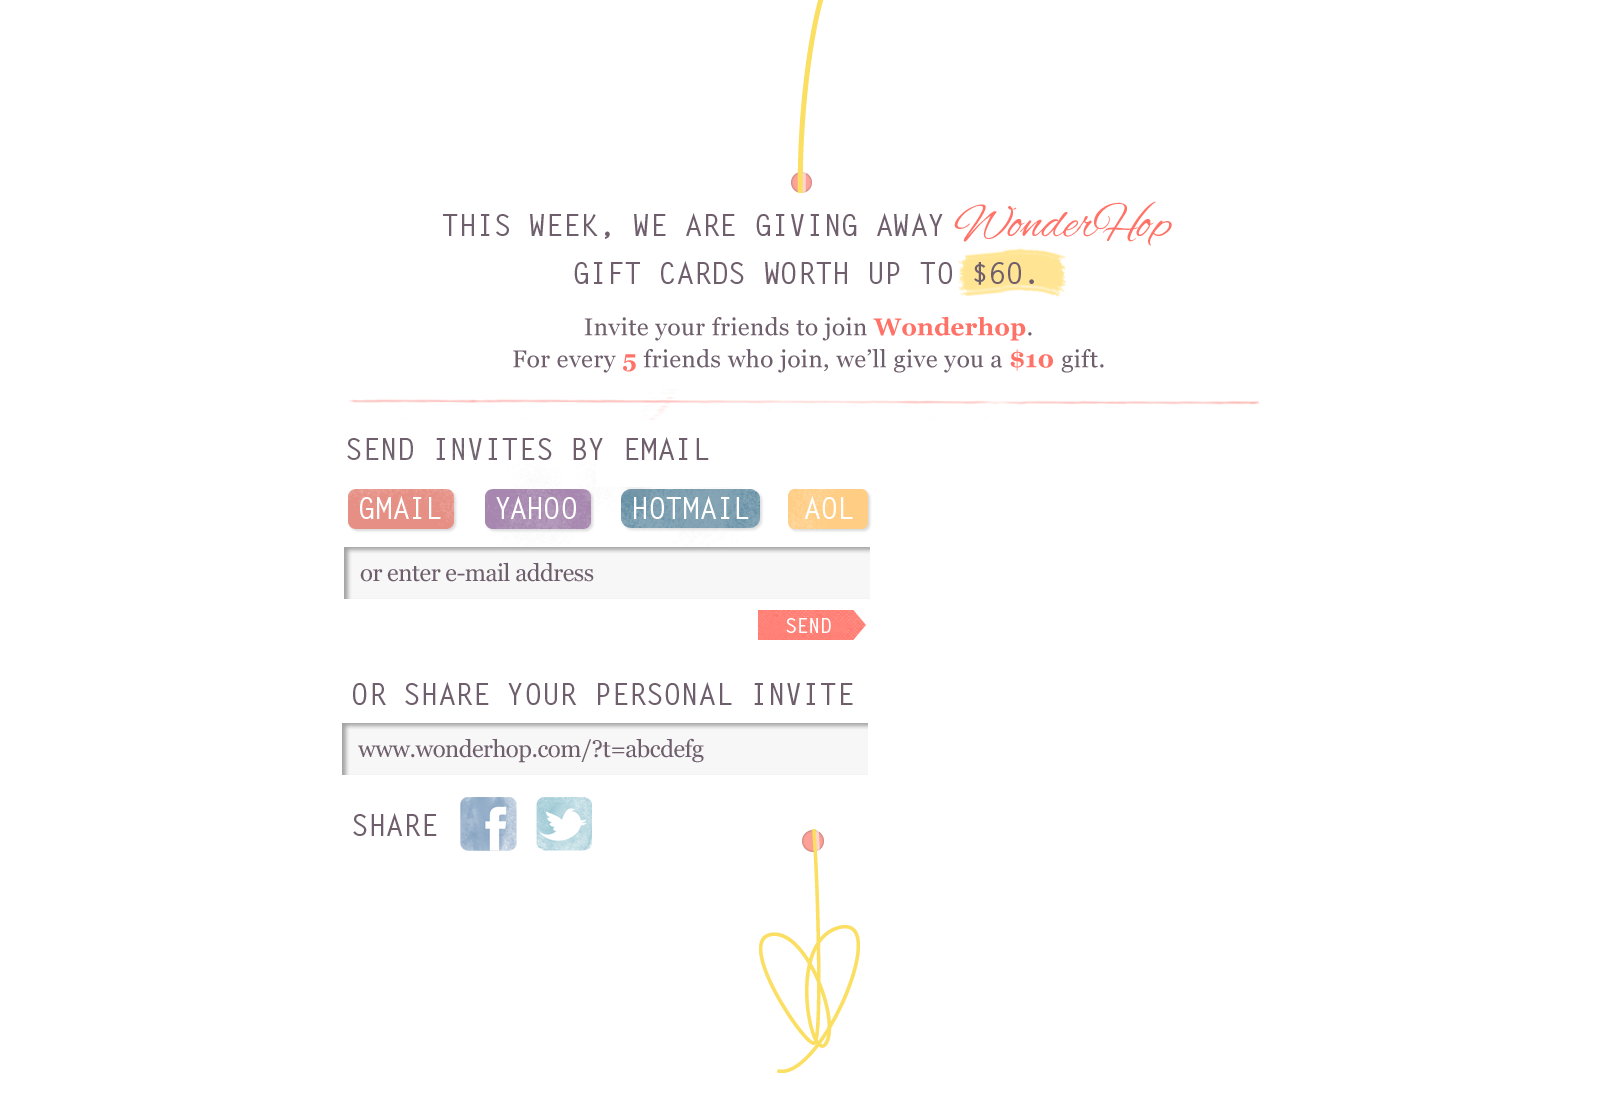 THIS WEEK, WE ARE GIVING AWAY WonderHop
GIFT CARDS WORTH UP TO $60.
Invite your friends to join Wonderhop.
For every 5 friends who join, we’ll give you a $10 gift.
SEND INVITES BY EMAIL
GMAIL YAHOO HOTMAIL AOL
or enter e-mail address
SEND
OR SHARE YOUR PERSONAL INVITE
www.wonderhop.com/?t=abcdefg
SHARE